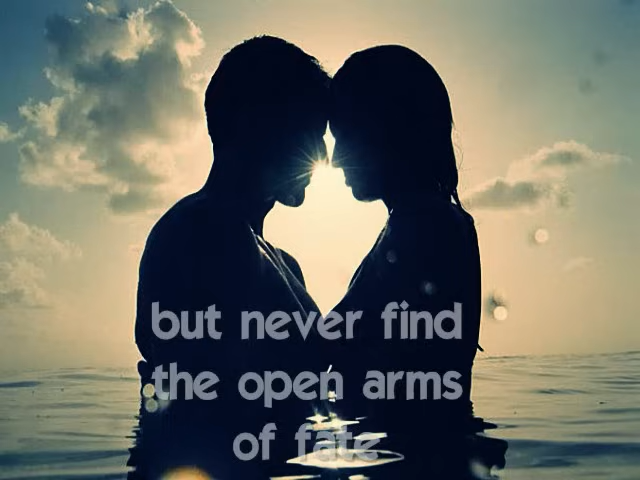 but never find
the open arms
of fate